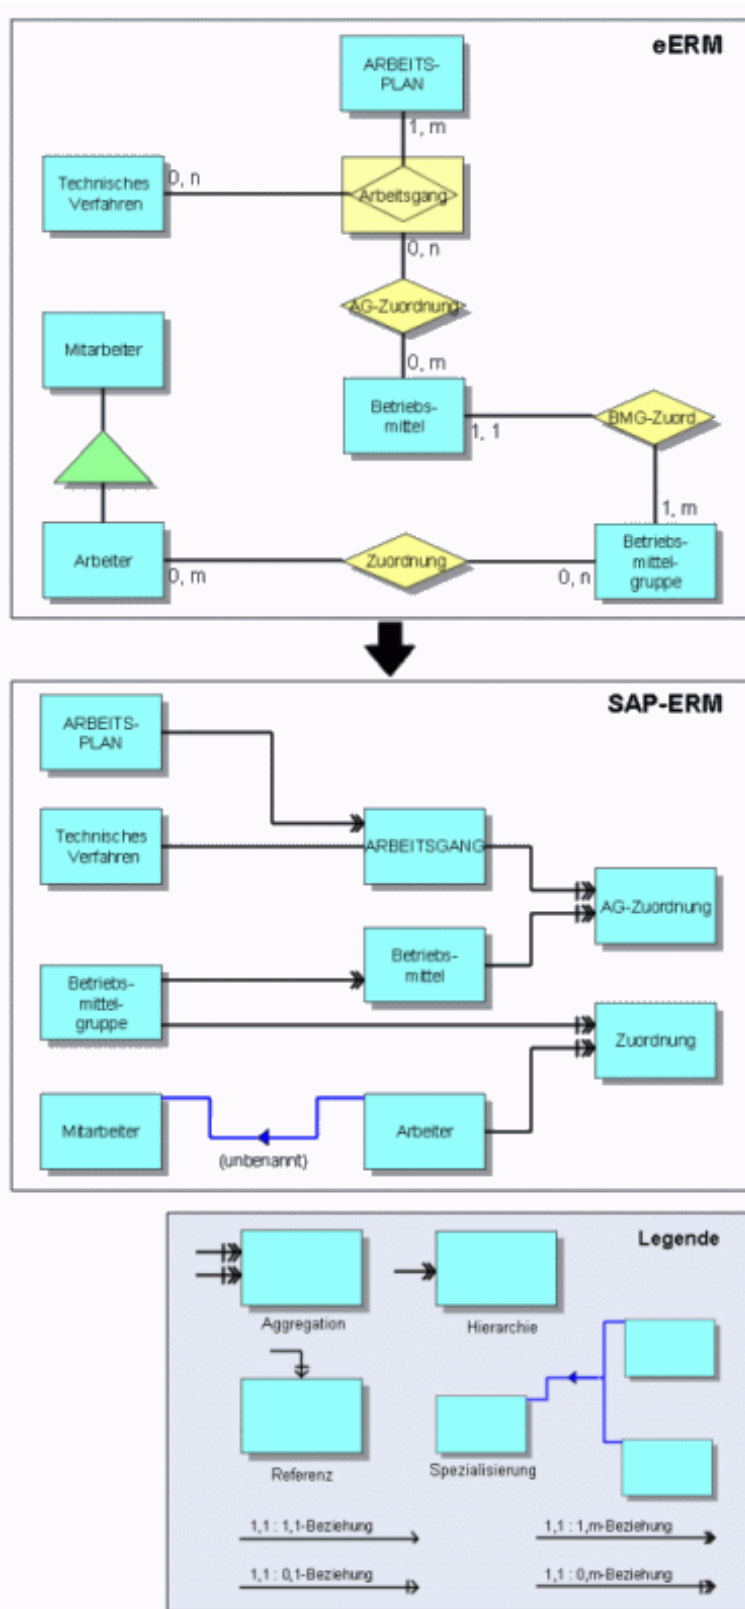 eERM
ARBEITS-
PLAN
1, m
Technisches
Verfahren
0, n
Arbeitsgang
0, n
AG-Zuordnung
Mitarbeiter
0, m
Betriebs-
mittel
1, 1
BMG-Zuord
1, m
Arbeiter
0, m
Zuordnung
0, n
Betriebs-
mittel-
gruppe
SAP-ERM
ARBEITS-
PLAN
Technisches
Verfahren
ARBEITSGANG
AG-Zuordnung
Betriebs-
mittel
Betriebs-
mittel-
gruppe
Zuordnung
Mitarbeiter
(unbenannt)
Arbeiter
Legende
Aggregation
Hierarchie
Referenz
Spezialisierung
1,1 : 1,1-Beziehung
1,1 : 1,m-Beziehung
1,1 : 0,1-Beziehung
1,1 : 0,m-Beziehung